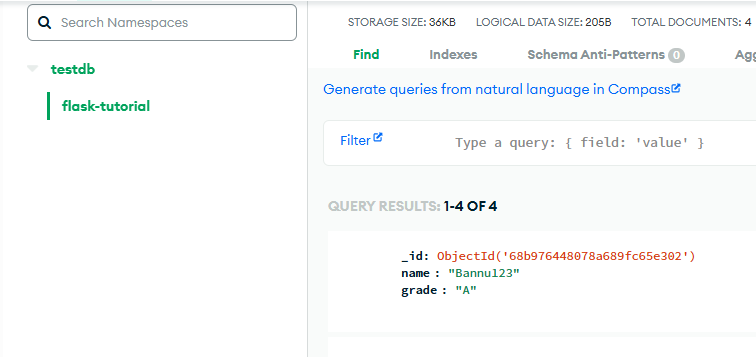 Search Namespaces
testdb
flask-tutorial
STORAGE SIZE: 36KB LOGICAL DATA SIZE: 205B TOTAL DOCUMENTS: 4
Find Indexes Schema Anti-Patterns 0 Agg
Generate queries from natural language in Compass
Filter Type a query: { field: 'value' }
QUERY RESULTS: 1-4 OF 4
_id: ObjectId('68b976448078a689fc65e302')
name : "Bannu123"
grade : "A"